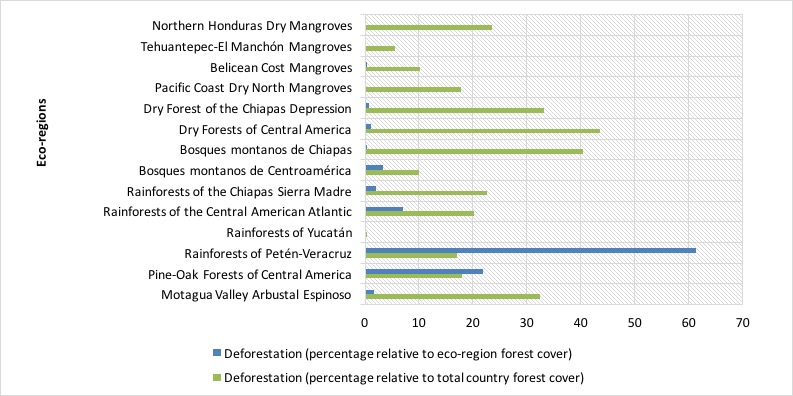 Eco-regions
Northern Honduras Dry Mangroves
Tehuantepec-El Manchón Mangroves
Belicean Cost Mangroves
Pacific Coast Dry North Mangroves
Dry Forest of the Chiapas Depression
Dry Forests of Central America
Bosques montanos de Chiapas
Bosques montanos de Centroamérica
Rainforests of the Chiapas Sierra Madre
Rainforests of the Central American Atlantic
Rainforests of Yucatán
Rainforests of Petén-Veracruz
Pine-Oak Forests of Central America
Motagua Valley Arbustal Espinoso
0 10 20 30 40 50 60 70
Deforestation (percentage relative to eco-region forest cover)
Deforestation (percentage relative to total country forest cover)